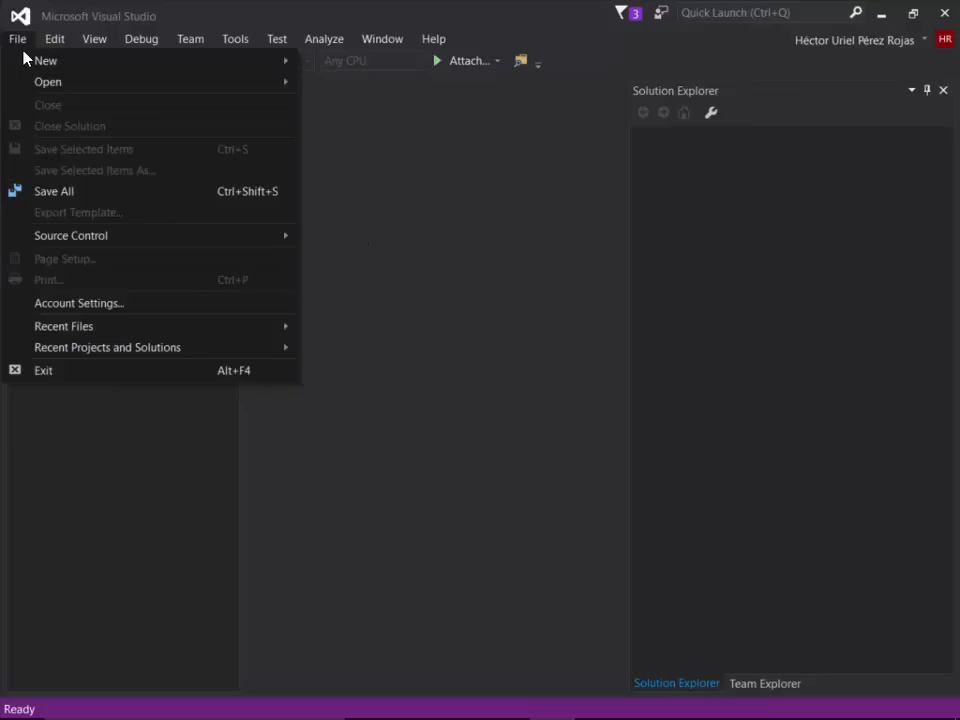 Microsoft Visual Studio
3
Quick Launch (Ctrl+Q)
File Edit View Debug Team Tools Test Analyze Window Help
Héctor Uriel Pérez Rojas HR
Any CPU Attach...
New
Open
Close
Close Solution
Save Selected Items Ctrl+S
Save Selected Items As...
Save All Ctrl+Shift+S
Export Template...
Source Control
Page Setup...
Print... Ctrl+P
Account Settings...
Recent Files
Recent Projects and Solutions
Exit Alt+F4
Solution Explorer
Solution Explorer Team Explorer
Ready